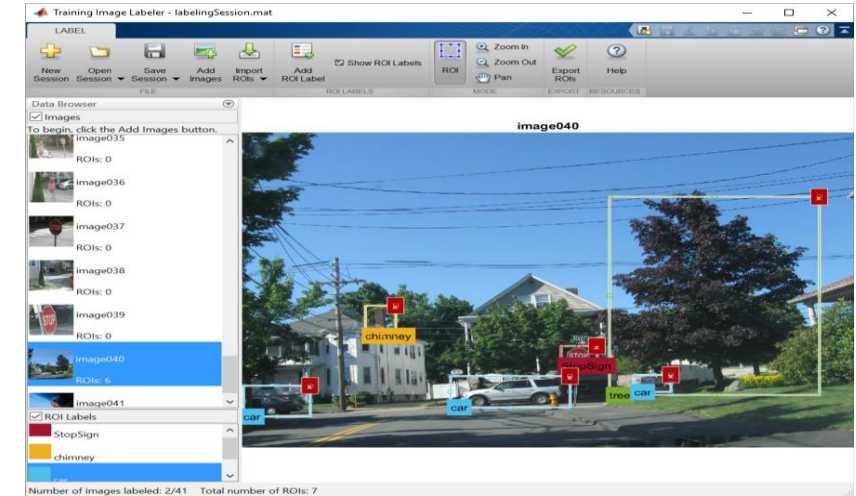 Training Image Labeler - labelingSession.mat
LABEL
New Session
Open Session
Save Session
Add Images
Import ROIs
Add ROI Label
Show ROI Labels
ROI
Zoom In
Zoom Out
Pan
Export ROIs
Help
FILE
ROI LABELS
MODE
EXPORT
RESOURCES
Data Browser
Images
To begin, click the Add Images button.
image035
ROIs: 0
image036
ROIs: 0
image037
ROIs: 0
image038
ROIs: 0
image039
ROIs: 0
image040
ROIs: 6
image041
ROI Labels
StopSign
chimney
car
image040
chimney
STOP
StopSign
car
car
tree
car
Number of images labeled: 2/41 Total number of ROIs: 7